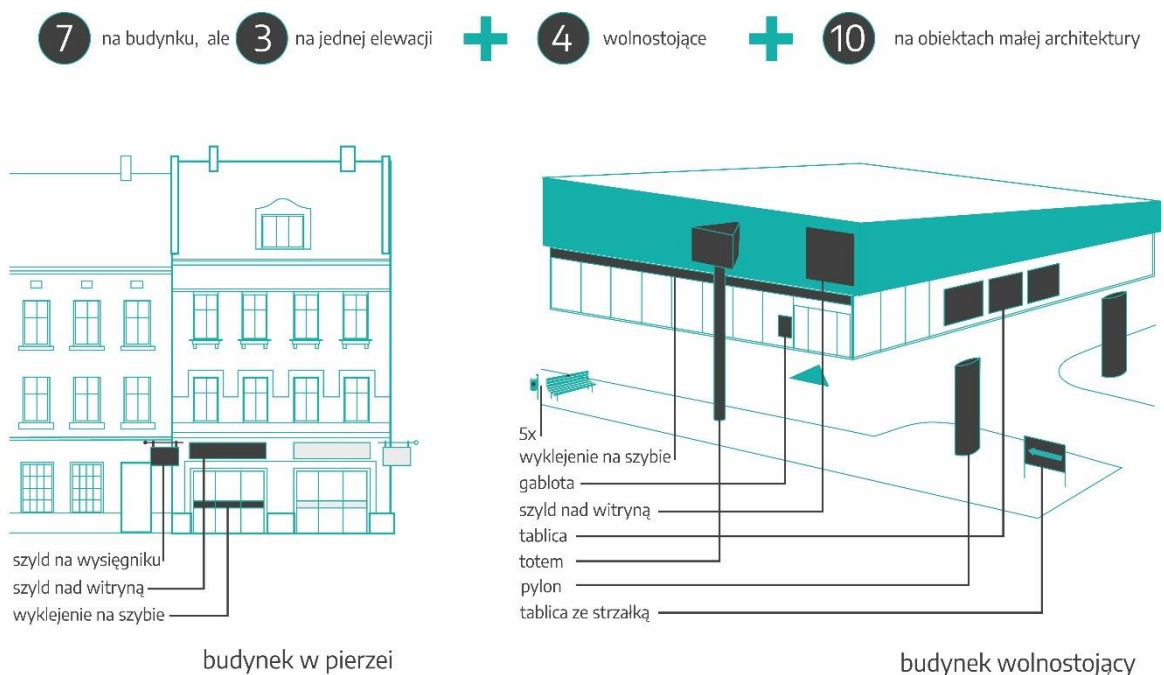 7 na budynku, ale 3 na jednej elewacji + 4 wolnostojące + 10 na obiektach małej architektury
szyld na wysięgniku
szyld nad witryną
wyklejenie na szybie
budynek w pierzei
5x
wyklejenie na szybie
gablota
szyld nad witryną
tablica
totem
pylon
tablica ze strzałką
budynek wolnostojący